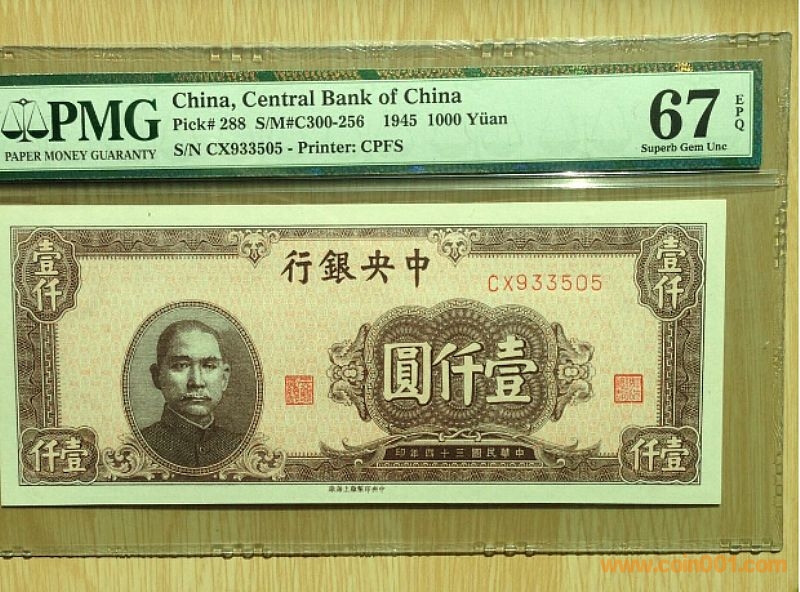 PMG
PAPER MONEY GUARANTY
China, Central Bank of China
Pick# 288 S/M#C300-256 1945 1000 Yüan
S/N CX933505 - Printer: CPFS
67 EPQ
Superb Gem Unc
行銀央中
CX933505
壹仟
壹仟
圓仟壹
仟壹
仟壹
印年四十三國民華中
www.coin001.com